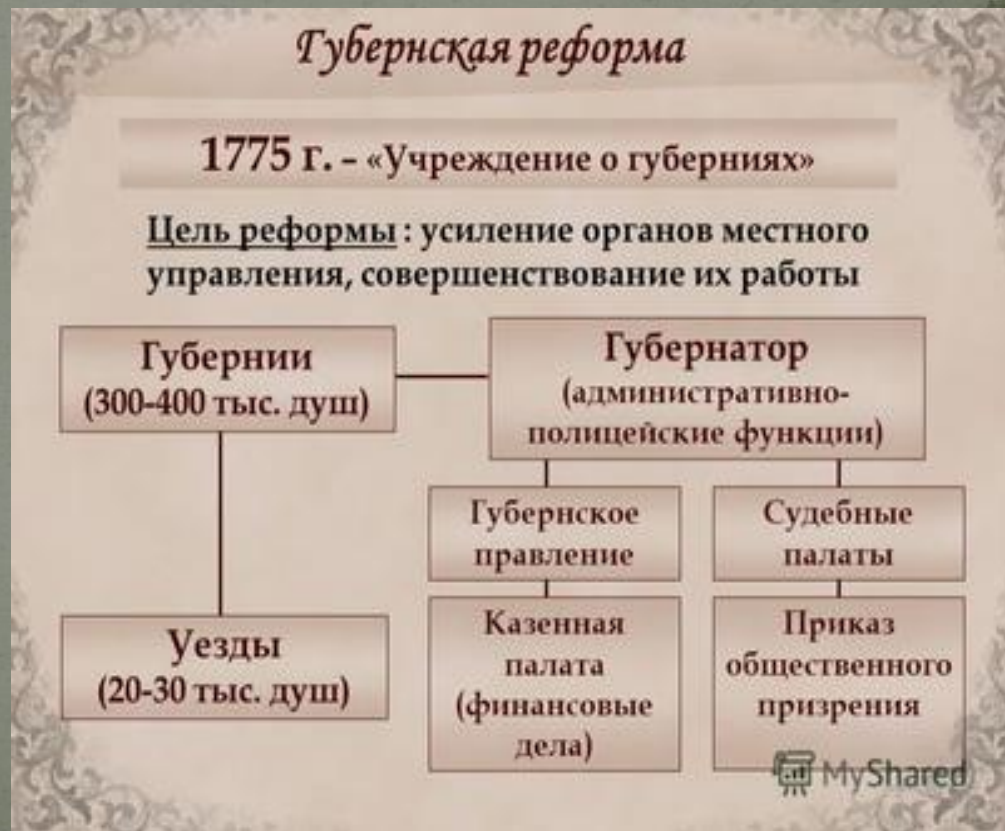 Губернская реформа
1775 г. – «Учреждение о губерниях»
Цель реформы : усиление органов местного
управления, совершенствование их работы
Губернии
(300-400 тыс. душ)
Губернатор
(административно-
полицейские функции)
Губернское
правление
Судебные
палаты
Уезды
(20-30 тыс. душ)
Казенная
палата
(финансовые
дела)
Приказ
общественного
призрения
MyShared